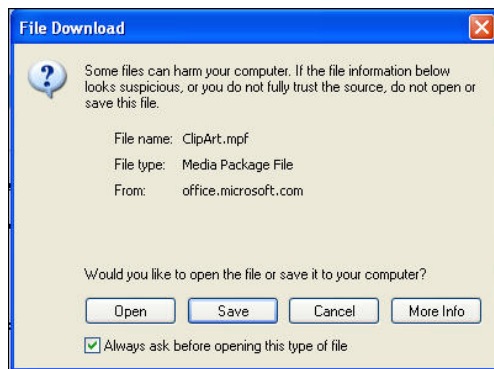 File Download
Some files can harm your computer. If the file information below
looks suspicious, or you do not fully trust the source, do not open or
save this file.
File name: ClipArt.mpf
File type: Media Package File
From: office.microsoft.com
Would you like to open the file or save it to your computer?
Open Save Cancel More Info
Always ask before opening this type of file